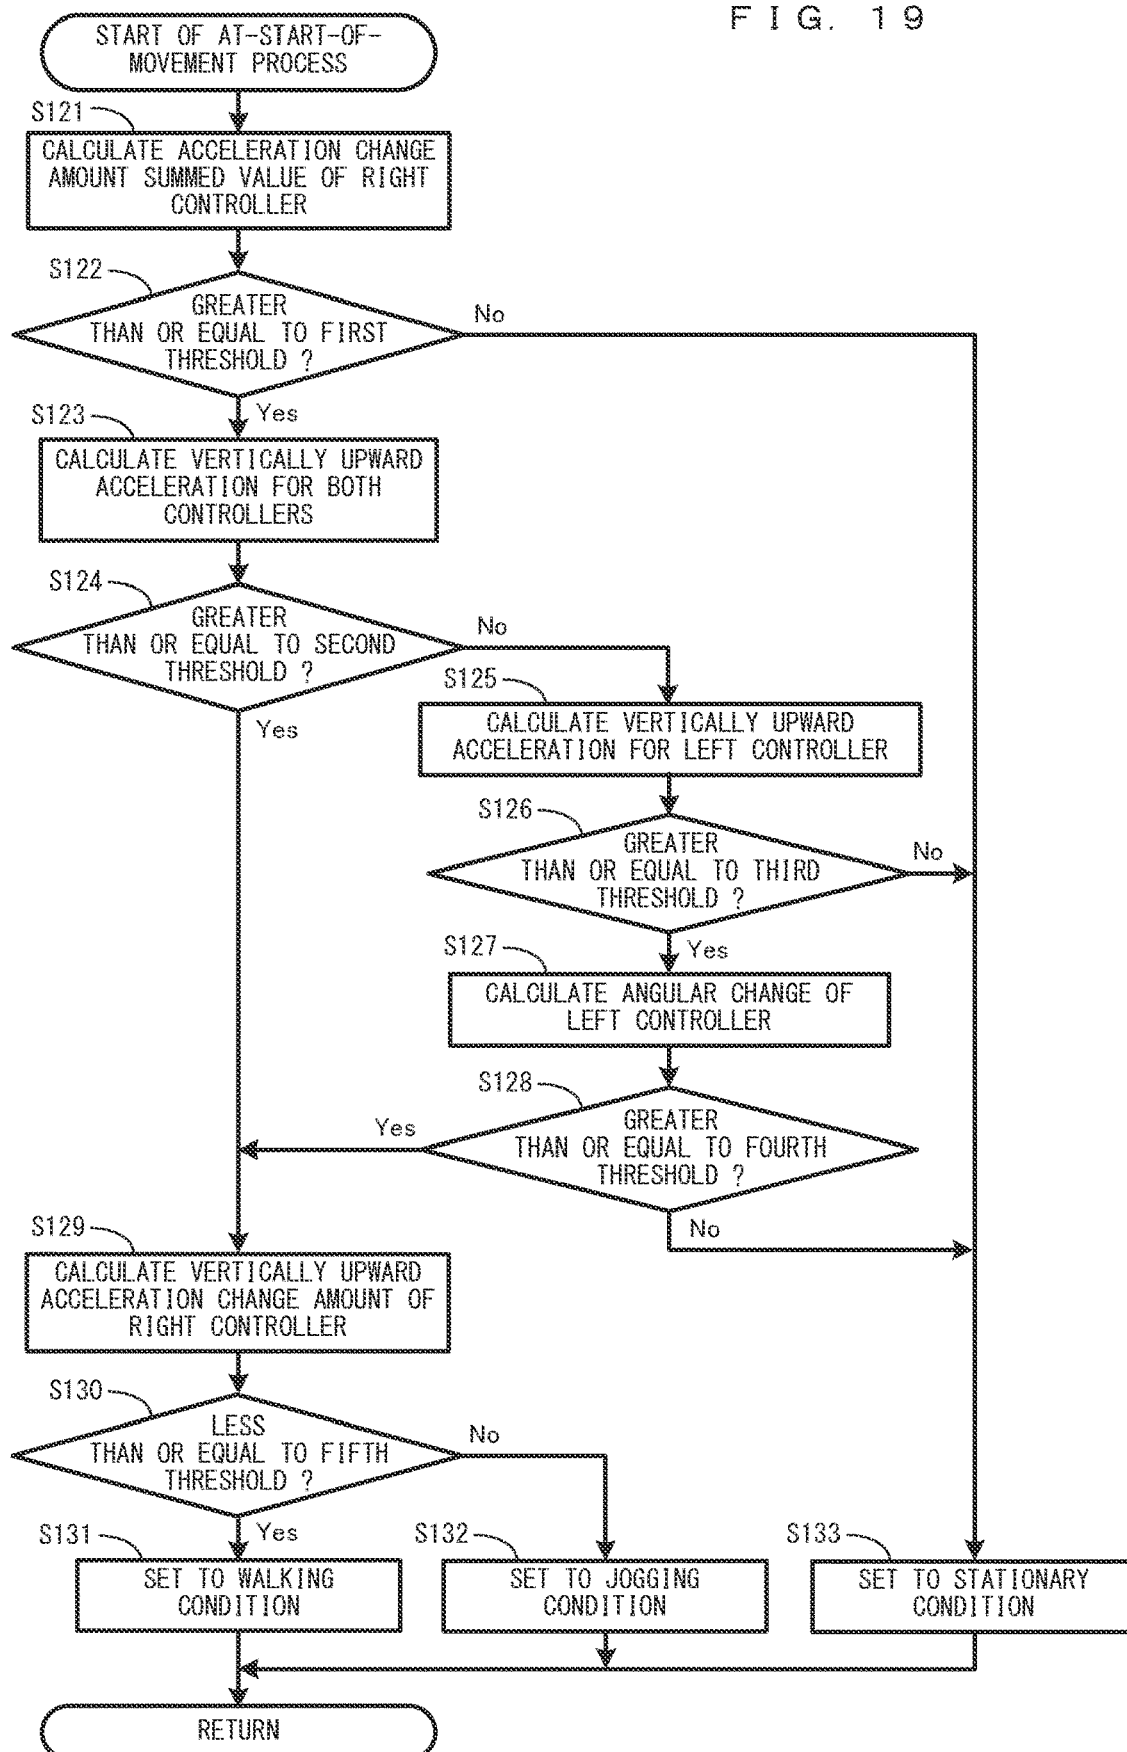 FIG. 19
START OF AT-START-OF-
MOVEMENT PROCESS
S121
CALCULATE ACCELERATION CHANGE
AMOUNT SUMMED VALUE OF RIGHT
CONTROLLER
S122
GREATER
THAN OR EQUAL TO FIRST
THRESHOLD ?
No
Yes
S123
CALCULATE VERTICALLY UPWARD
ACCELERATION FOR BOTH
CONTROLLERS
S124
GREATER
THAN OR EQUAL TO SECOND
THRESHOLD ?
No
Yes
S125
CALCULATE VERTICALLY UPWARD
ACCELERATION FOR LEFT CONTROLLER
S126
GREATER
THAN OR EQUAL TO THIRD
THRESHOLD ?
No
Yes
S127
CALCULATE ANGULAR CHANGE OF
LEFT CONTROLLER
S128
GREATER
THAN OR EQUAL TO FOURTH
THRESHOLD ?
Yes
No
S129
CALCULATE VERTICALLY UPWARD
ACCELERATION CHANGE AMOUNT OF
RIGHT CONTROLLER
S130
LESS
THAN OR EQUAL TO FIFTH
THRESHOLD ?
No
Yes
S131
SET TO WALKING
CONDITION
S132
SET TO JOGGING
CONDITION
S133
SET TO STATIONARY
CONDITION
RETURN